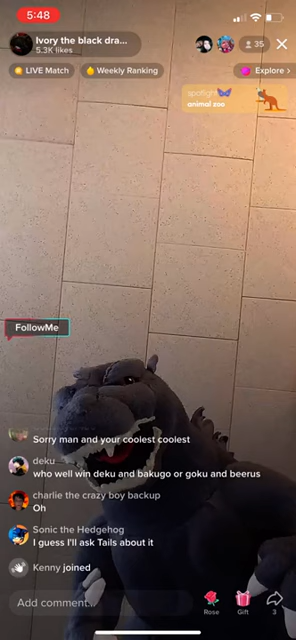 5:48
Ivory the black dra...
5.3K likes
35
LIVE Match
Weekly Ranking
Explore >
spotlight
animal zoo
FollowMe
Sorry man and your coolest coolest
deku
who well win deku and bakugo or goku and beerus
charlie the crazy boy backup
Oh
Sonic the Hedgehog
I guess I'll ask Tails about it
Kenny joined
Add comment...
Rose
Gift
3